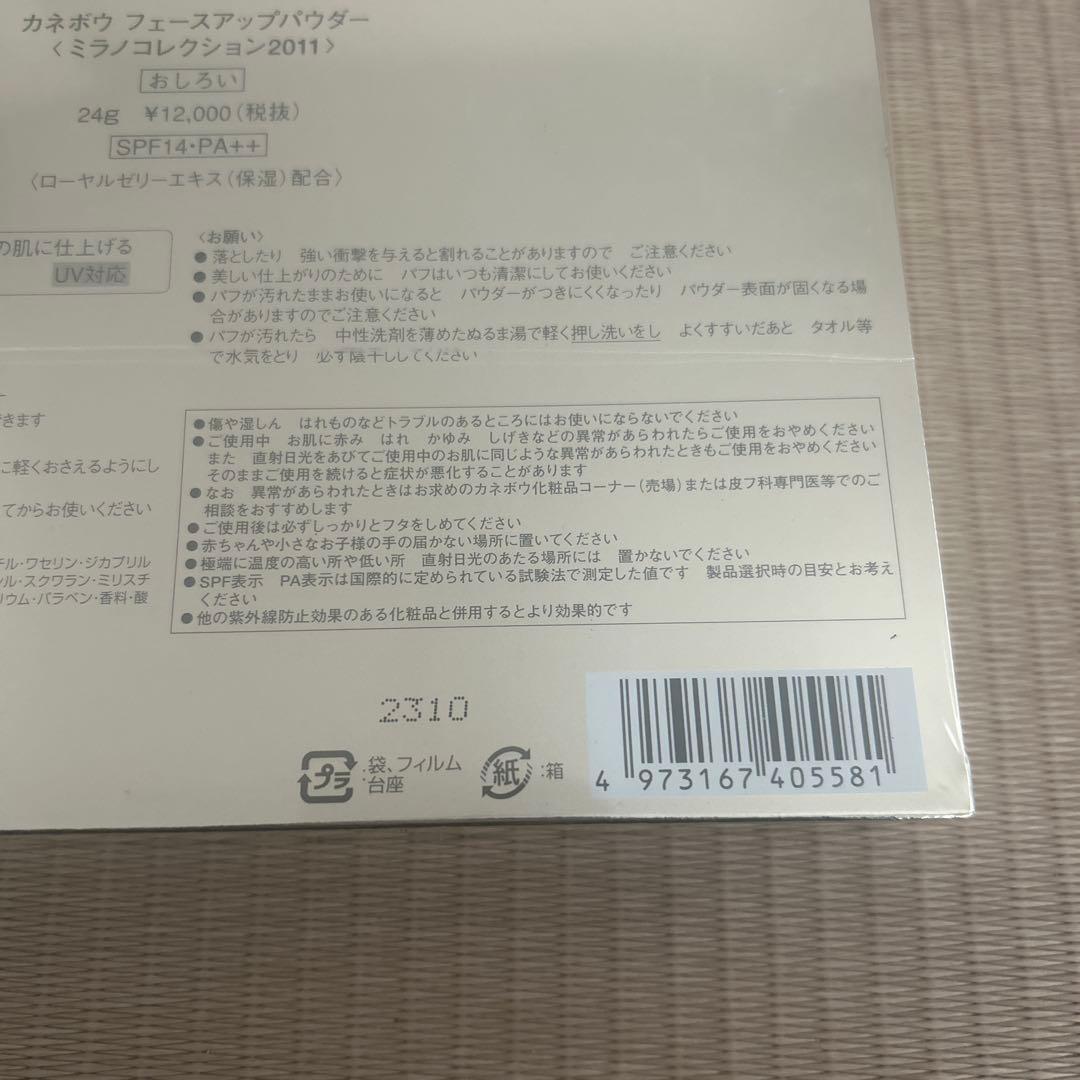 カネボウ フェースアップパウダー
〈ミラノコレクション2011〉
おしろい
24g ¥12,000(税抜)
SPF14・PA++
〈ローヤルゼリーエキス(保湿)配合〉
の肌に仕上げる
UV対応
〈お願い〉
●落としたり 強い衝撃を与えると割れることがありますので ご注意ください
●美しい仕上がりのために パフはいつも清潔にしてお使いください
●パフが汚れたままお使いになると パウダーがつきにくくなったり パウダー表面が固くなる場
合がありますのでご注意ください
●パフが汚れたら 中性洗剤を薄めたぬるま湯で軽く押し洗いをし よくすすいだあと タオル等
で水気をとり 必ず陰干ししてください
できます
に軽くおさえるようにし
てからお使いください
チル・ワセリン・ジカプリル
ル・スクワラン・ミリスチ
リウム・パラベン・香料・酸
●傷や湿しん はれものなどトラブルのあるところにはお使いにならないでください
●ご使用中 お肌に赤み はれ かゆみ しげきなどの異常があらわれたらご使用をおやめください
また 直射日光をあびてご使用中のお肌に同じような異常があらわれたときもご使用をおやめください
そのままご使用を続けると症状が悪化することがあります
●なお 異常があらわれたときはお求めのカネボウ化粧品コーナー(売場)または皮フ科専門医等でのご
相談をおすすめします
●ご使用後は必ずしっかりとフタをしめてください
●赤ちゃんや小さなお子様の手の届かない場所に置いてください
●極端に温度の高い所や低い所 直射日光のあたる場所には 置かないでください
●SPF表示 PA表示は国際的に定められている試験法で測定した値です 製品選択時の目安とお考え
ください
●他の紫外線防止効果のある化粧品と併用するとより効果的です
2310
プラ :袋、フィルム
:台座
紙 :箱
4 973167 405581